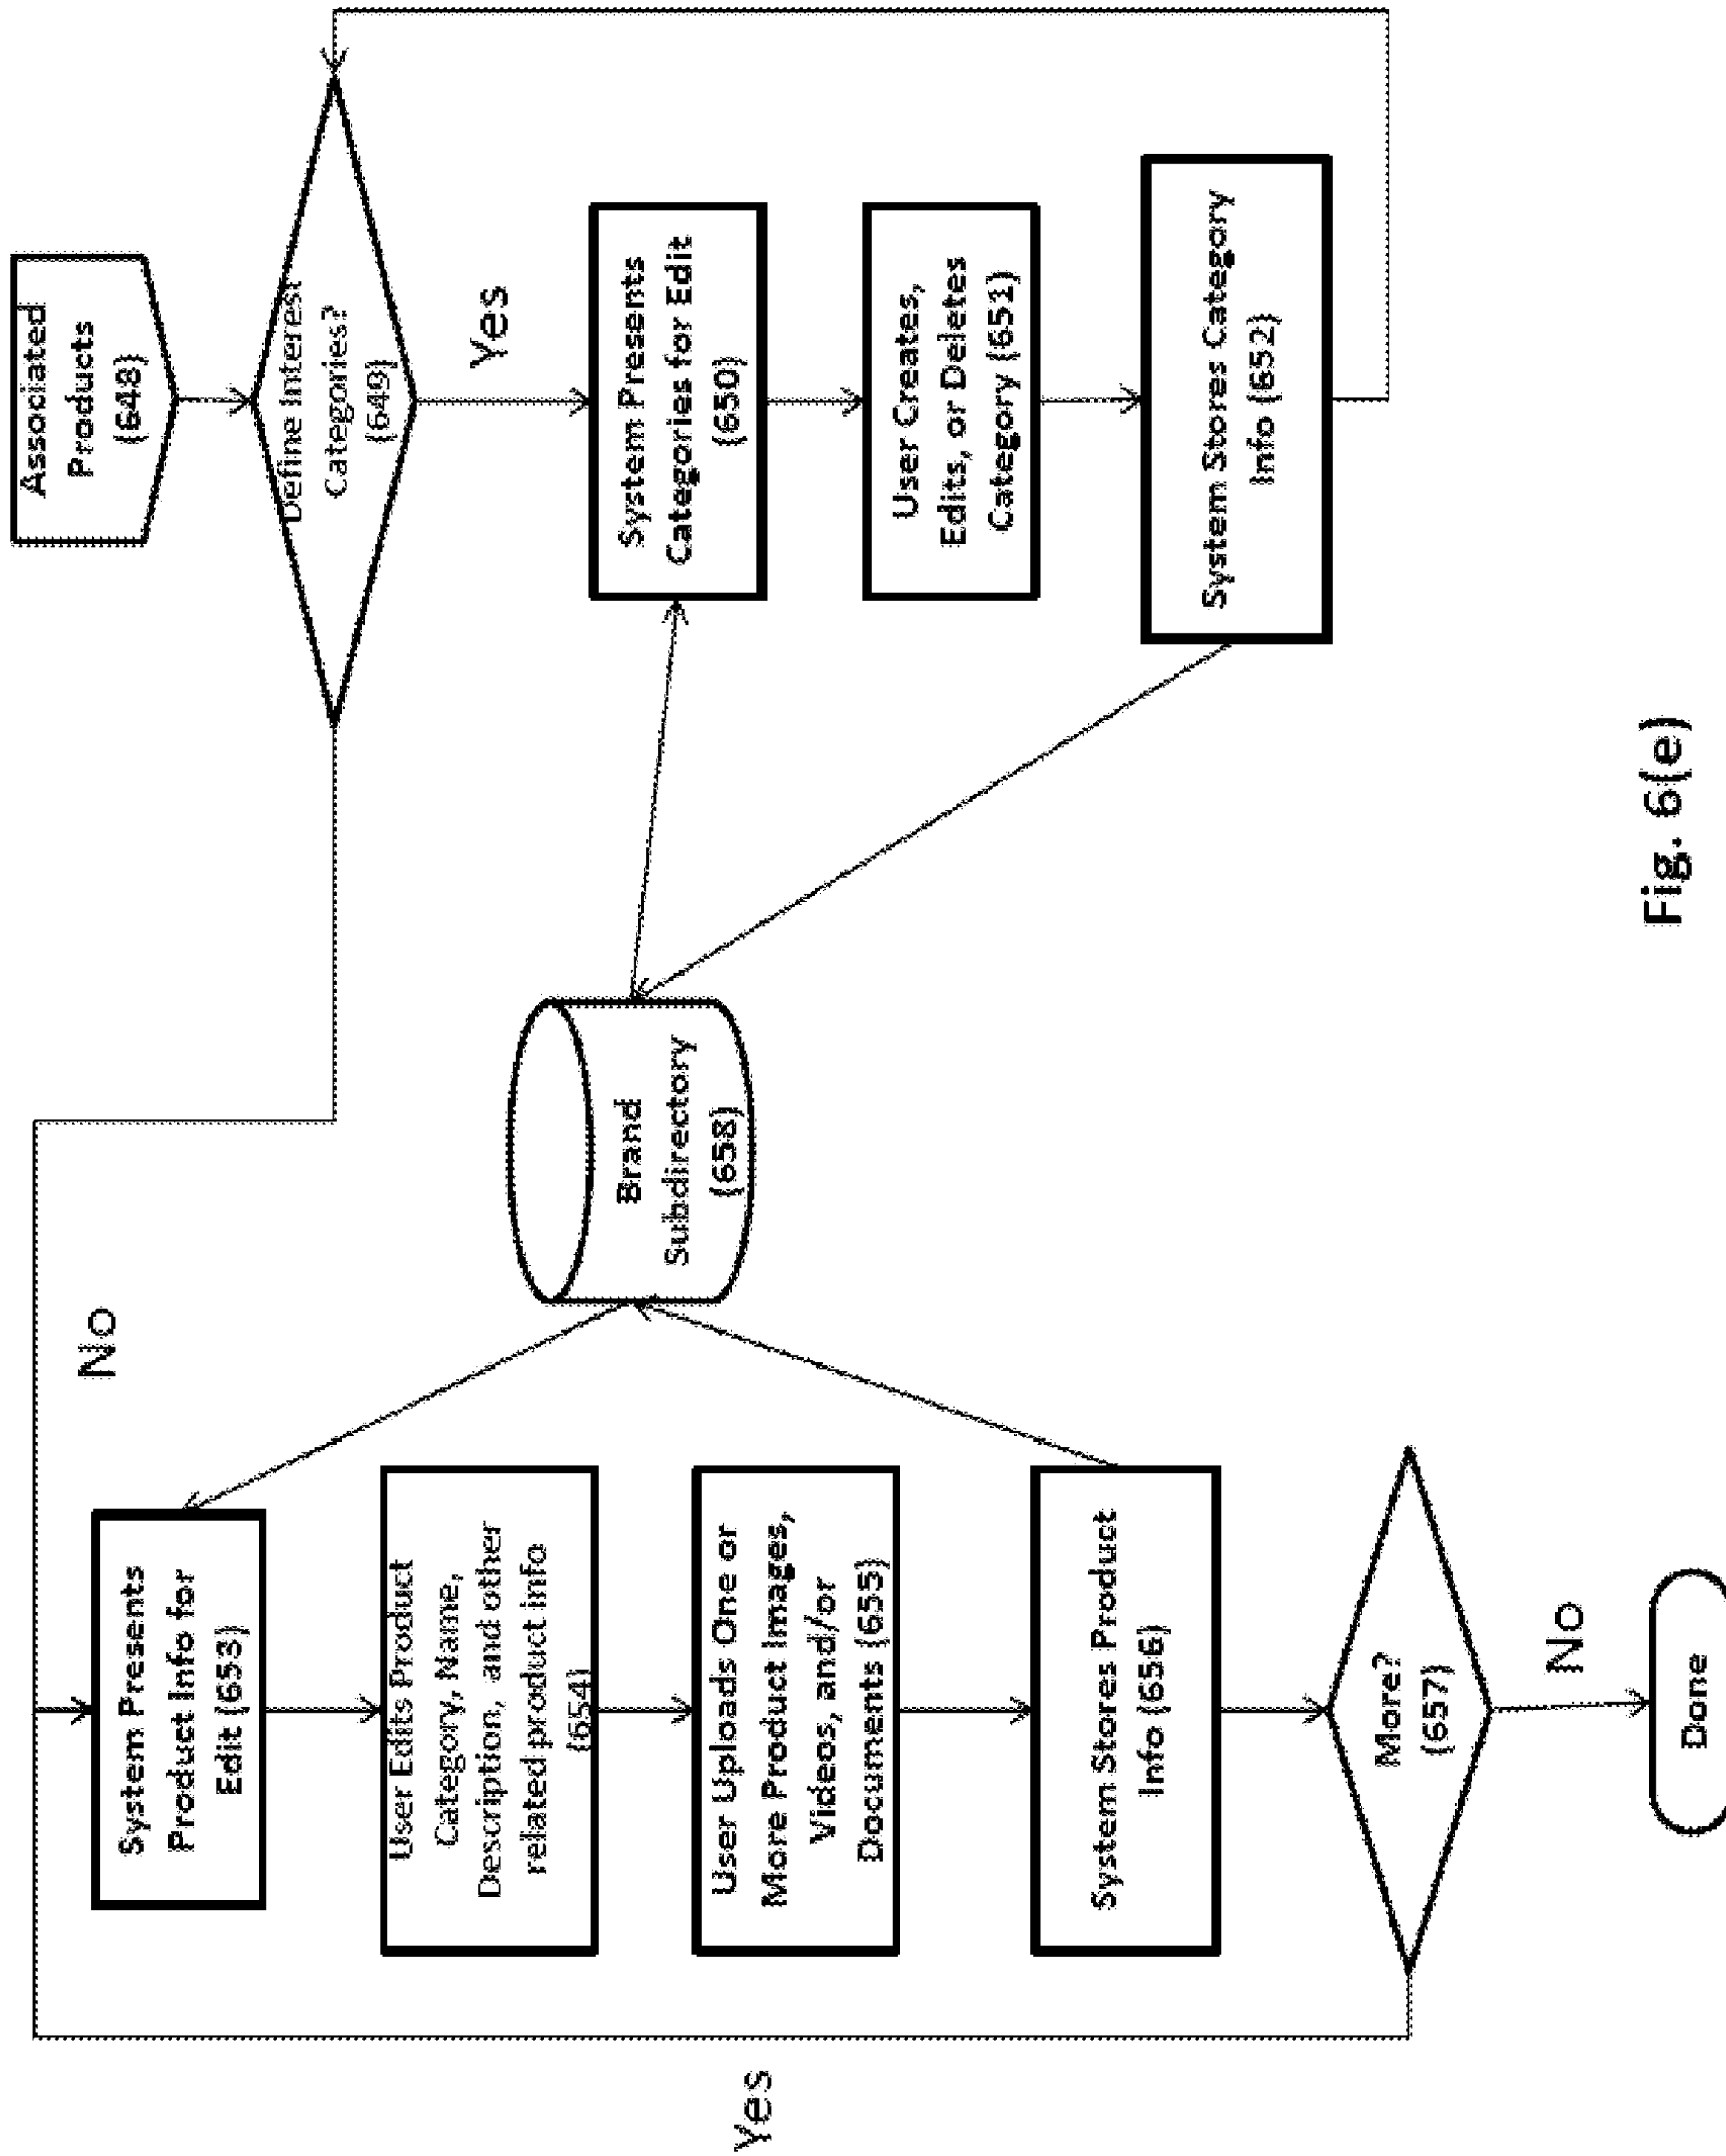 Associated
Products
(648)
Define Interest
Categories?
(649)
Yes
System Presents
Categories for Edit
(650)
User Creates,
Edits, or Deletes
Category (651)
System Stores Category
Info (652)
No
Brand
Subdirectory
(658)
System Presents
Product Info for
Edit (653)
User Edits Product
Category, Name,
Description, and other
related product info
(654)
User Uploads One or
More Product Images,
Videos, and/or
Documents (655)
System Stores Product
Info (656)
More?
(657)
Yes
No
Done
Fig. 6(e)